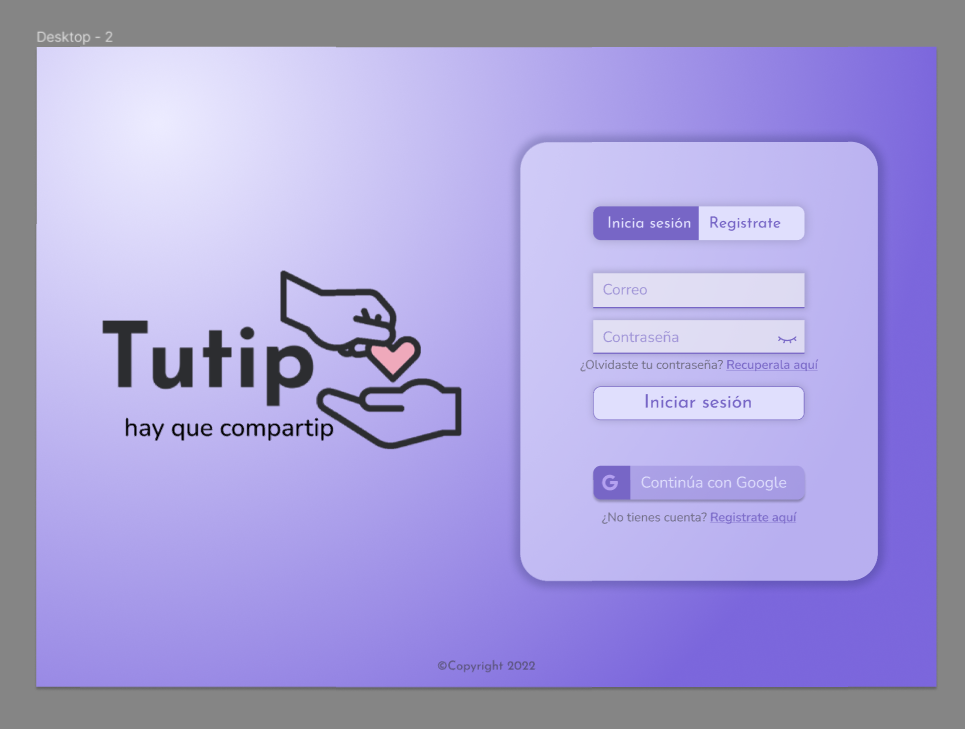 Desktop - 2
Tutip
hay que compartip
Inicia sesión Registrate
Correo
Contraseña
¿Olvidaste tu contraseña? Recuperala aquí
Iniciar sesión
G Continúa con Google
¿No tienes cuenta? Registrate aquí
©Copyright 2022